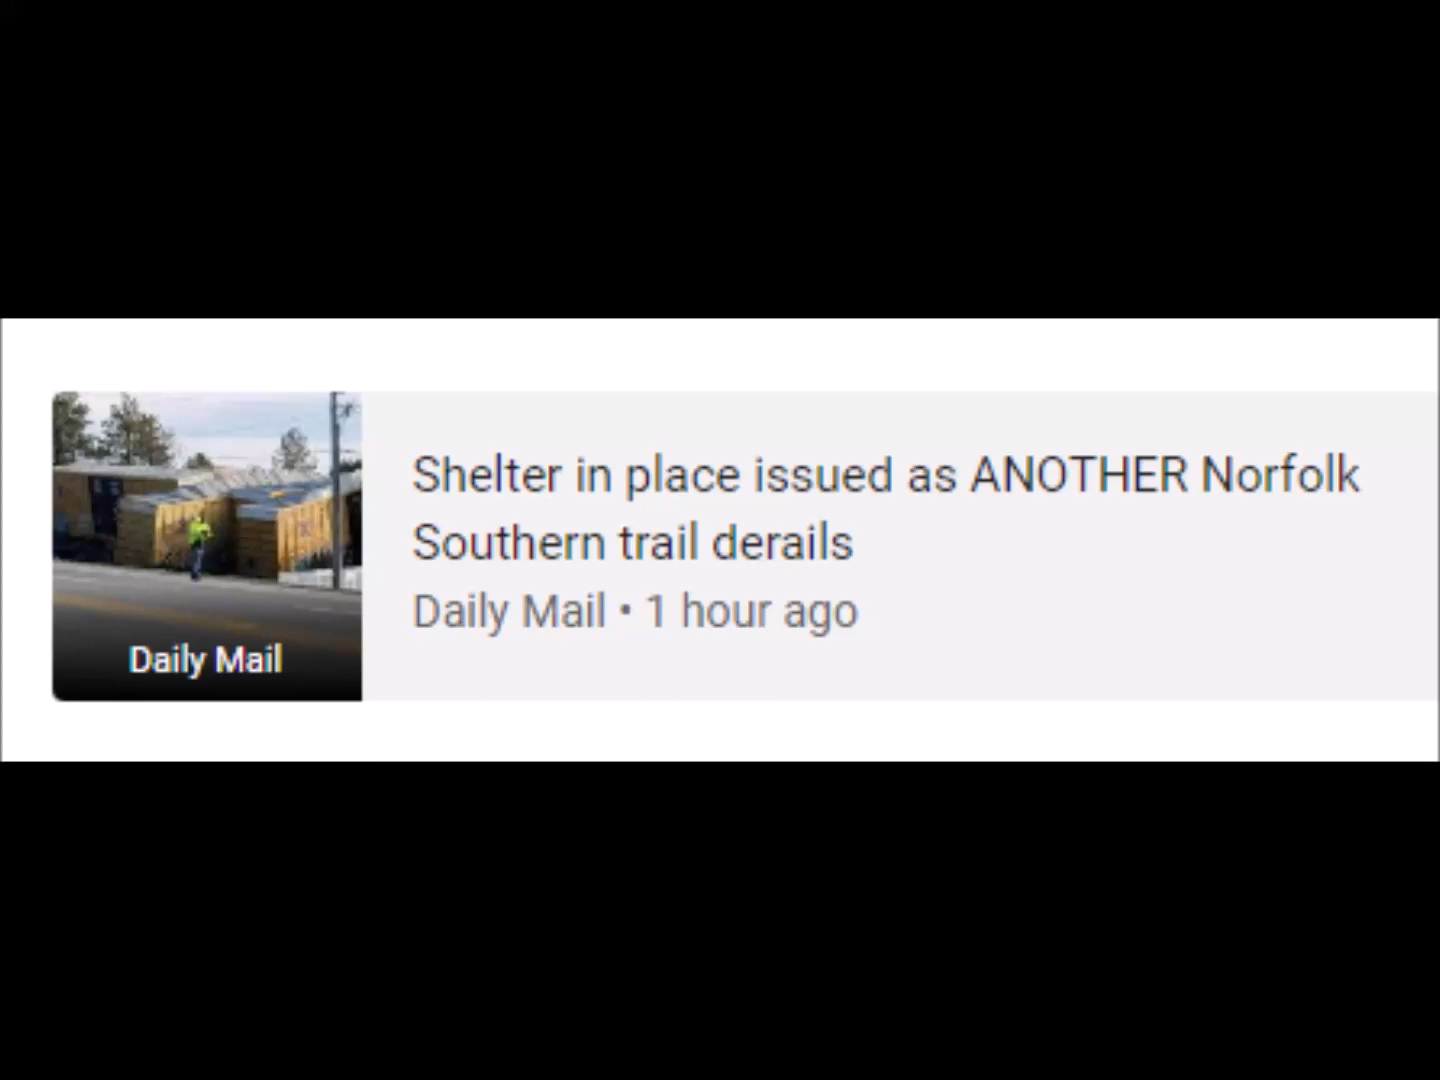 Shelter in place issued as ANOTHER Norfolk
Southern trail derails
Daily Mail • 1 hour ago
Daily Mail